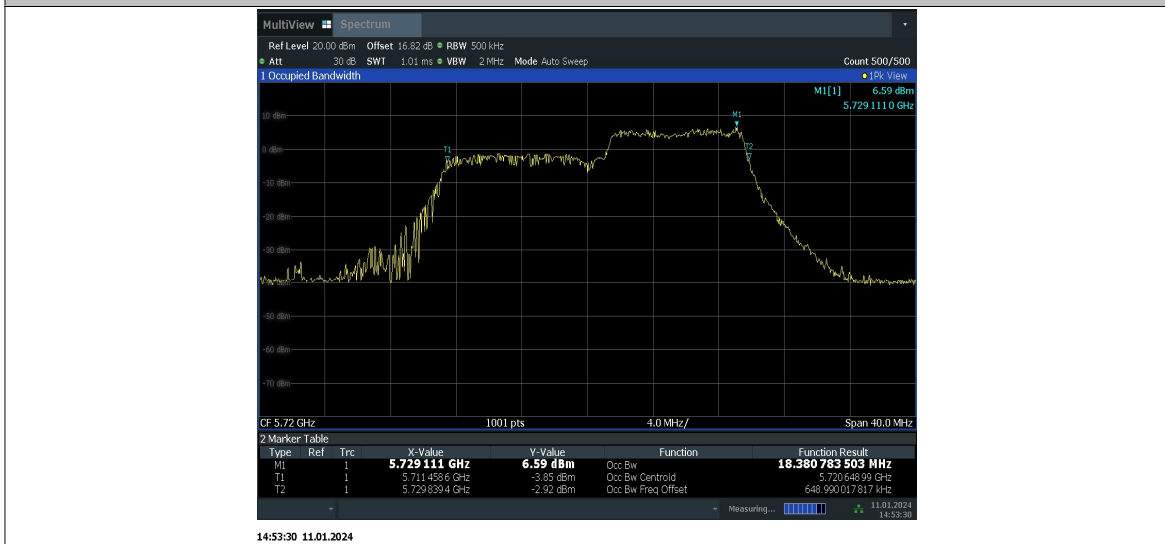 MultiView Spectrum
Ref Level 20.00 dBm Offset 16.82 dB RBW 500 kHz
Att 30 dB SWT 1.01 ms VBW 2 MHz Mode Auto Sweep Count 500/500
1 Occupied Bandwidth 1Pk View
M1[1] 6.59 dBm
5.729 111 0 GHz
M1
10 dBm
T1
T2
0 dBm
-10 dBm
-20 dBm
-30 dBm
-50 dBm
-60 dBm
-70 dBm
CF 5.72 GHz 1001 pts 4.0 MHz/ Span 40.0 MHz
2 Marker Table
Type Ref Trc X-Value Y-Value Function Function Result
M1 1 5.729 111 GHz 6.59 dBm Occ Bw 18.380 783 503 MHz
T1 1 5.711 458 6 GHz -3.85 dBm Occ Bw Centroid 5.720 648 99 GHz
T2 1 5.729 839 4 GHz -2.92 dBm Occ Bw Freq Offset 648.990 017 817 kHz
Measuring... 11.01.2024
14:53:30
14:53:30 11.01.2024